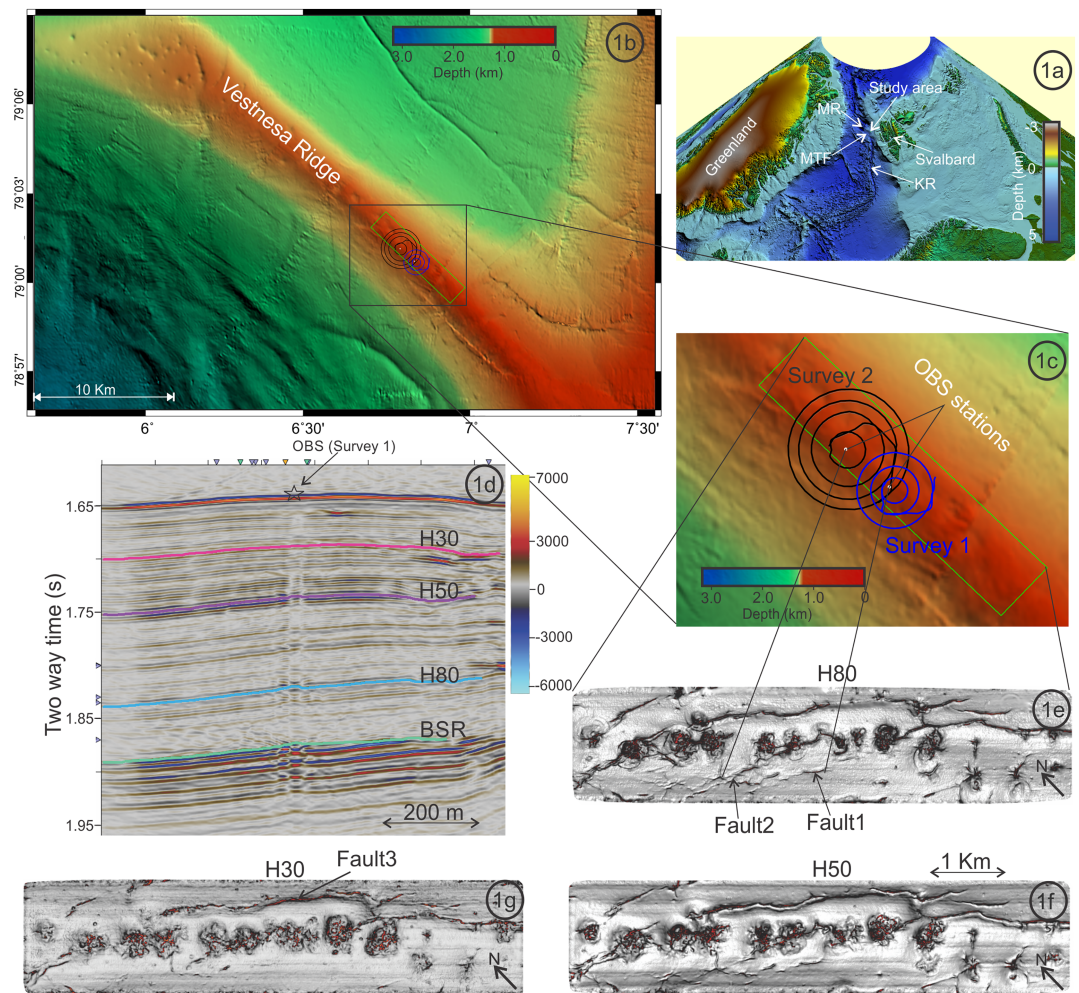 1b
3.0 2.0 1.0 0
Depth (km)
Vestnesa Ridge
79°06'
79°03'
79°00'
78°57'
10 Km
6°
6°30'
7°
7°30'
1a
Study area
MR
Greenland
MTF
Svalbard
KR
Depth (km)
-3
0
5
1c
Survey 2
OBS stations
Survey 1
3.0 2.0 1.0 0
Depth (km)
OBS (Survey 1)
1d
7000
3000
0
-3000
-6000
1.65
1.75
1.85
1.95
Two way time (s)
H30
H50
H80
BSR
200 m
H80
1e
N
Fault2
Fault1
H30
Fault3
1g
N
H50
1 Km
1f
N